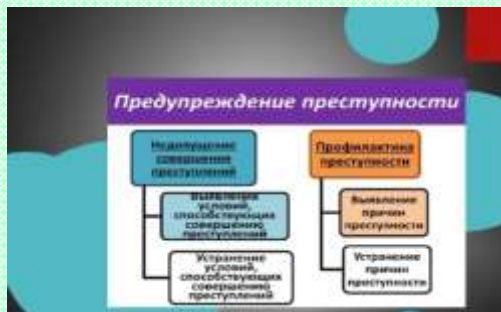 Предупреждение преступности
Недопущение
совершения
преступлений
Выявление
условий,
способствующих
совершению
преступлений
Устранение
условий,
способствующих
совершению
преступлений
Профилактика
преступности
Выявление
причин
преступности
Устранение
причин
преступности